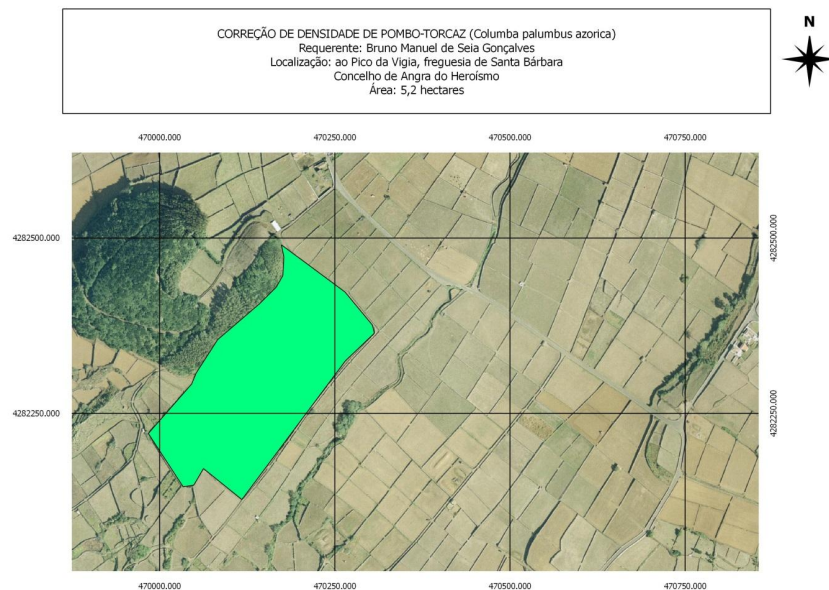 CORREÇÃO DE DENSIDADE DE POMBO-TORCAZ (Columba palumbus azorica)
Requerente: Bruno Manuel de Seia Gonçalves
Localização: ao Pico da Vigia, freguesia de Santa Bárbara
Concelho de Angra do Heroísmo
Área: 5,2 hectares
N
470000.000 470250.000 470500.000 470750.000
4282500.000 4282500.000
4282250.000 4282250.000
470000.000 470250.000 470500.000 470750.000